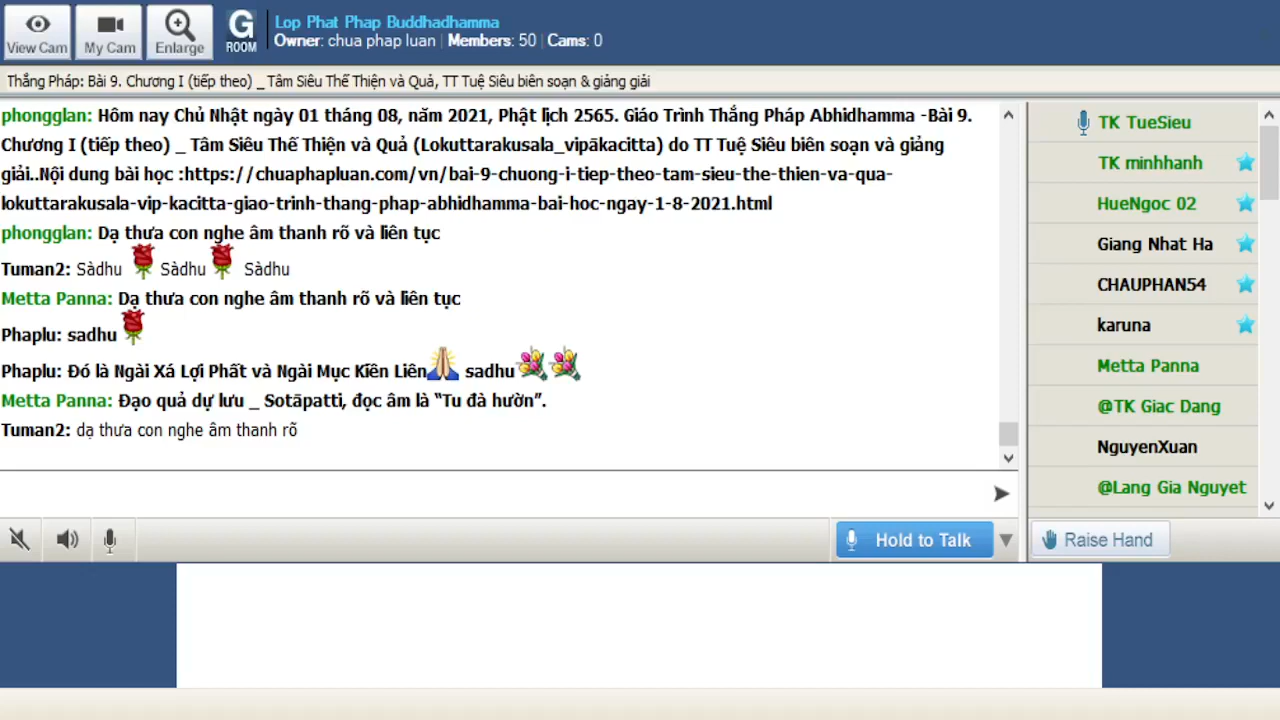 View Cam
My Cam
Enlarge
G
ROOM
Lop Phat Phap Buddhadhamma
Owner: chua phap luan | Members: 50 | Cams: 0
Thắng Pháp: Bài 9. Chương I (tiếp theo) _ Tâm Siêu Thế Thiện và Quả, TT Tuệ Siêu biên soạn & giảng giải
phongglan: Hôm nay Chủ Nhật ngày 01 tháng 08, năm 2021, Phật lịch 2565. Giáo Trình Thắng Pháp Abhidhamma -Bài 9.
Chương I (tiếp theo) _ Tâm Siêu Thế Thiện và Quả (Lokuttarakusala_vipākacitta) do TT Tuệ Siêu biên soạn và giảng
giải..Nội dung bài học :https://chuaphapluan.com/vn/bai-9-chuong-i-tiep-theo-tam-sieu-the-thien-va-qua-
lokuttarakusala-vip-kacitta-giao-trinh-thang-phap-abhidhamma-bai-hoc-ngay-1-8-2021.html
phongglan: Dạ thưa con nghe âm thanh rõ và liên tục
Tuman2: Sàdhu Sàdhu Sàdhu
Metta Panna: Dạ thưa con nghe âm thanh rõ và liên tục
Phaplu: sadhu
Phaplu: Đó là Ngài Xá Lợi Phất và Ngài Mục Kiền Liên sadhu
Metta Panna: Đạo quả dự lưu _ Sotāpatti, đọc âm là “Tu đà hườn”.
Tuman2: dạ thưa con nghe âm thanh rõ
TK TueSieu
TK minhhanh
HueNgoc 02
Giang Nhat Ha
CHAUPHAN54
karuna
Metta Panna
@TK Giac Dang
NguyenXuan
@Lang Gia Nguyet
Hold to Talk
Raise Hand